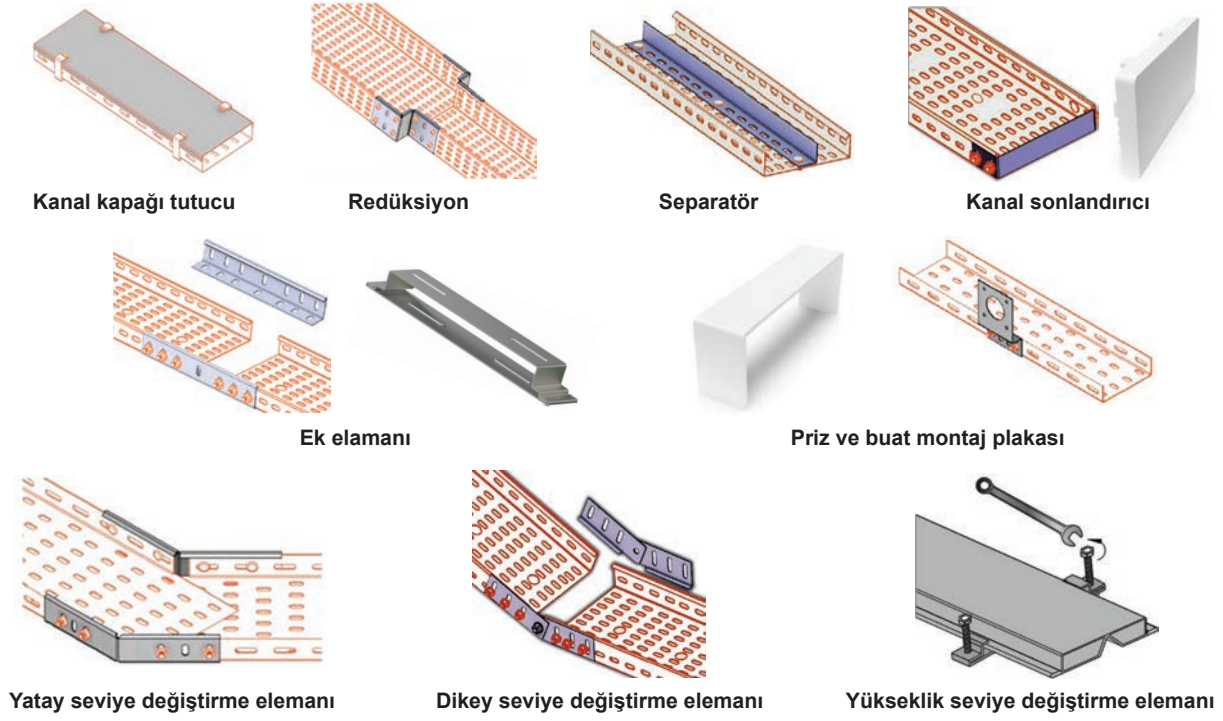 Kanal kapağı tutucu
Redüksiyon
Separatör
Kanal sonlandırıcı
Ek elamanı
Priz ve buat montaj plakası
Yatay seviye değiştirme elemanı
Dikey seviye değiştirme elemanı
Yükseklik seviye değiştirme elemanı